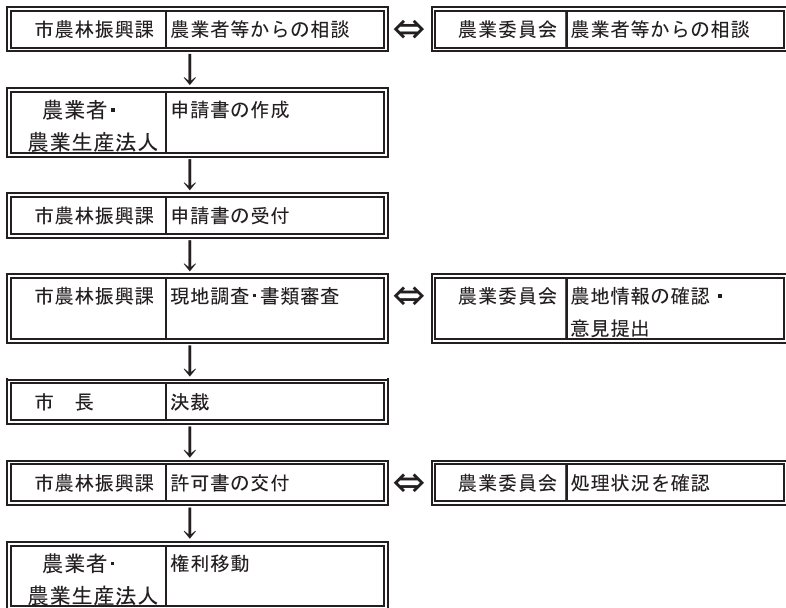 市農林振興課 農業者等からの相談 ⇔ 農業委員会 農業者等からの相談
↓
農業者・ 申請書の作成
農業生産法人
↓
市農林振興課 申請書の受付
↓
市農林振興課 現地調査・書類審査 ⇔ 農業委員会 農地情報の確認・
意見提出
↓
市　長 決裁
↓
市農林振興課 許可書の交付 ⇔ 農業委員会 処理状況を確認
↓
農業者・ 権利移動
農業生産法人